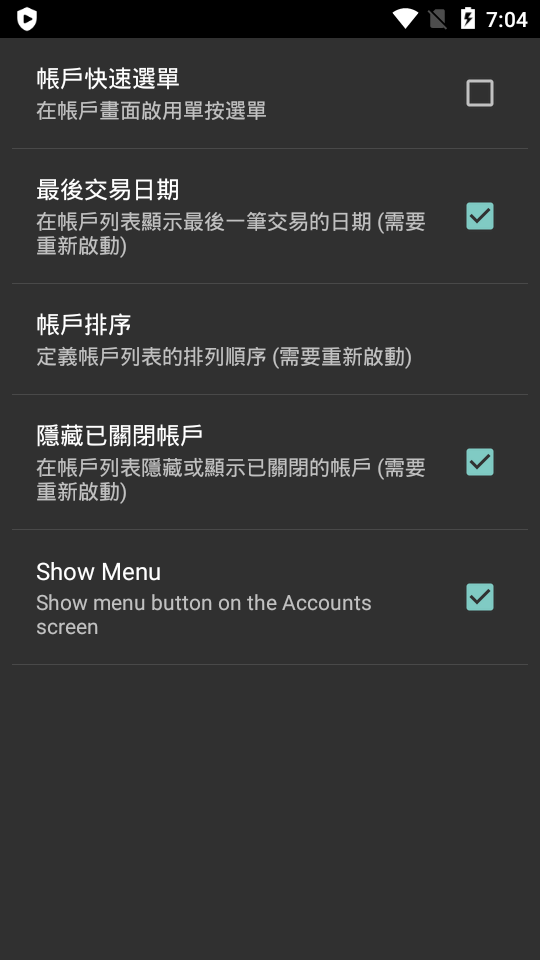 7:04
帳戶快速選單
在帳戶畫面啟用單按選單
最後交易日期
在帳戶列表顯示最後一筆交易的日期 (需要
重新啟動)
帳戶排序
定義帳戶列表的排列順序 (需要重新啟動)
隱藏已關閉帳戶
在帳戶列表隱藏或顯示已關閉的帳戶 (需要
重新啟動)
Show Menu
Show menu button on the Accounts
screen